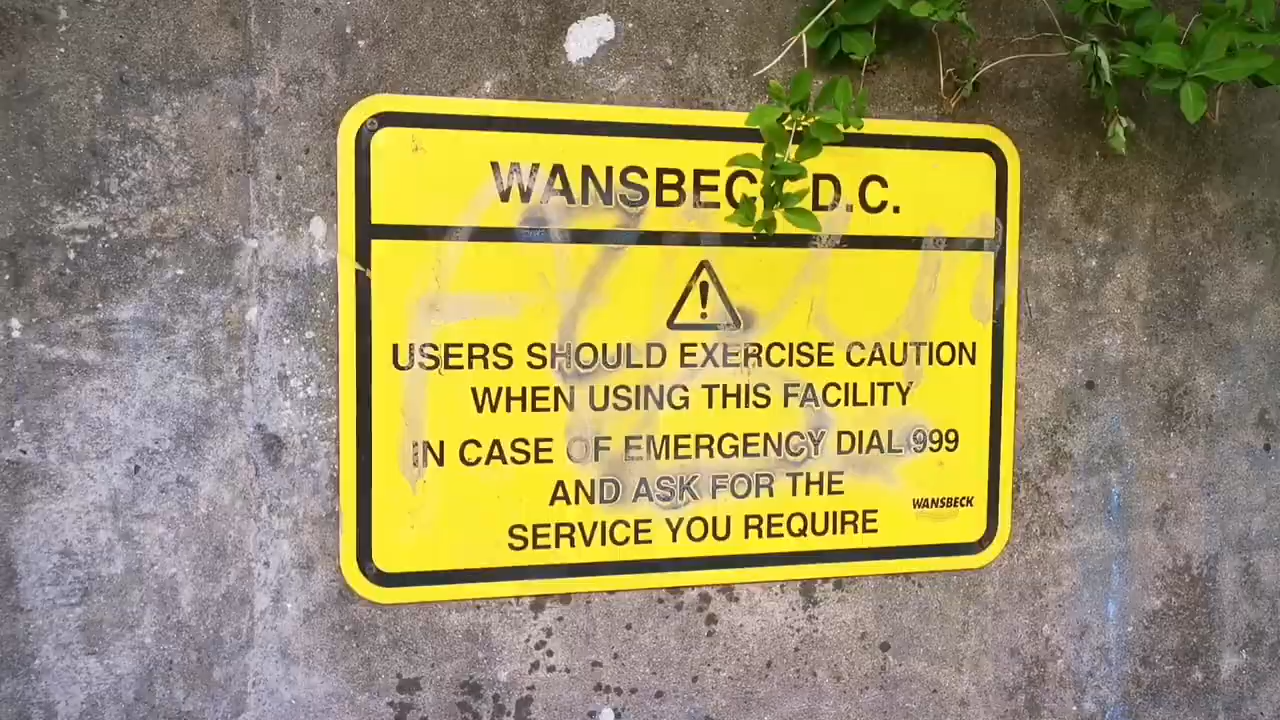 WANSBECK D.C.
USERS SHOULD EXERCISE CAUTION
WHEN USING THIS FACILITY
IN CASE OF EMERGENCY DIAL 999
AND ASK FOR THE
SERVICE YOU REQUIRE
WANSBECK